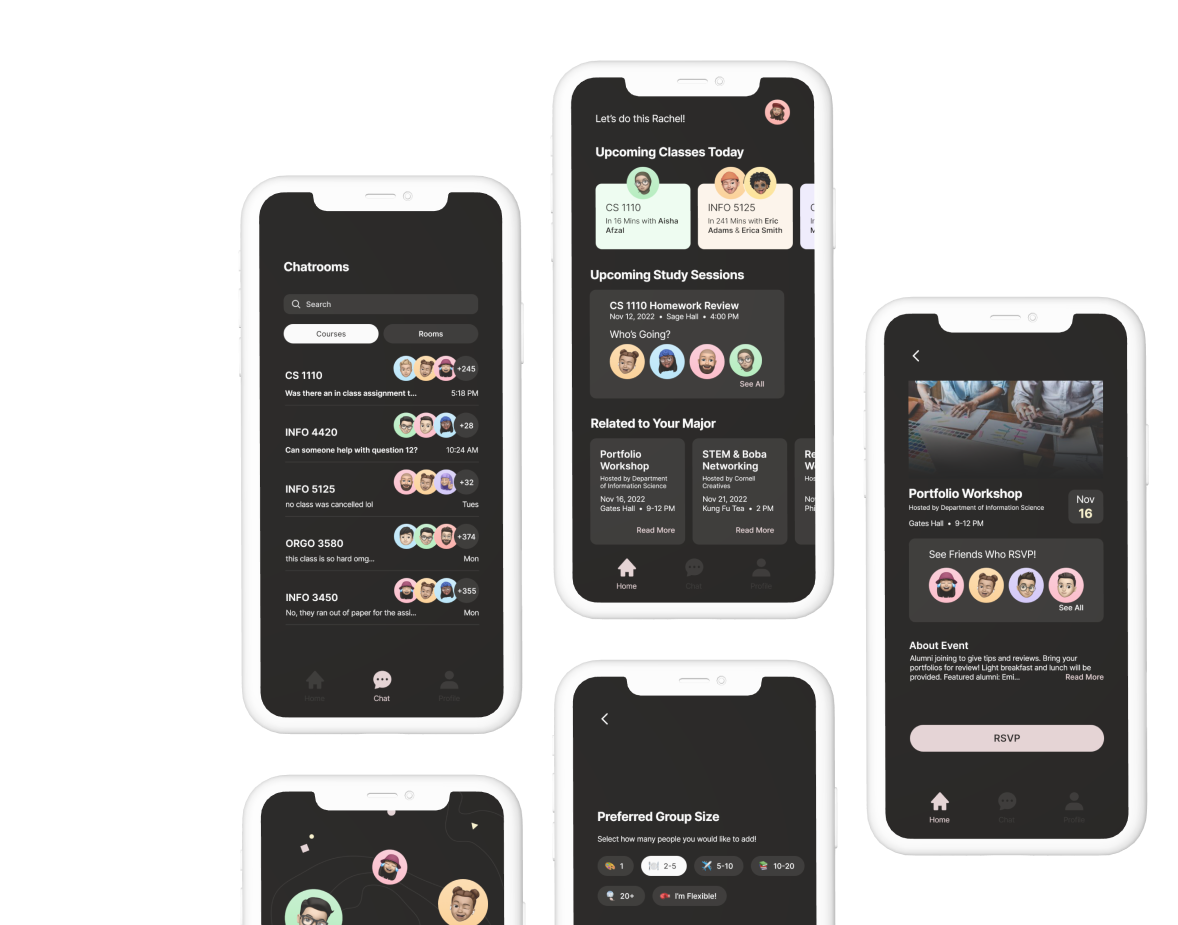 Chatrooms
Search
Courses
Rooms
CS 1110
+245
Was there an in class assignment t...
5:18 PM
INFO 4420
+28
Can someone help with question 12?
10:24 AM
INFO 5125
+32
no class was cancelled lol
Tues
ORGO 3580
+374
this class is so hard omg...
Mon
INFO 3450
+355
No, they ran out of paper for the assi...
Mon
Home
Chat
Profile
Let's do this Rachel!
Upcoming Classes Today
CS 1110
In 16 Mins with Aisha
Afzal
INFO 5125
In 241 Mins with Eric
Adams & Erica Smith
Upcoming Study Sessions
CS 1110 Homework Review
Nov 12, 2022 • Sage Hall • 4:00 PM
Who's Going?
See All
Related to Your Major
Portfolio
Workshop
Hosted by Department
of Information Science
Nov 16, 2022
Gates Hall • 9-12 PM
Read More
STEM & Boba
Networking
Hosted by Cornell
Creatives
Nov 21, 2022
Kung Fu Tea • 2 PM
Read More
Home
Chat
Profile
Portfolio Workshop
Hosted by Department of Information Science
Gates Hall • 9-12 PM
Nov
16
See Friends Who RSVP!
See All
About Event
Alumni joining to give tips and reviews. Bring your
portfolios for review! Light breakfast and lunch will be
provided. Featured alumni: Emi...
Read More
RSVP
Home
Chat
Profile
Preferred Group Size
Select how many people you would like to add!
1
2-5
5-10
10-20
20+
I'm Flexible!